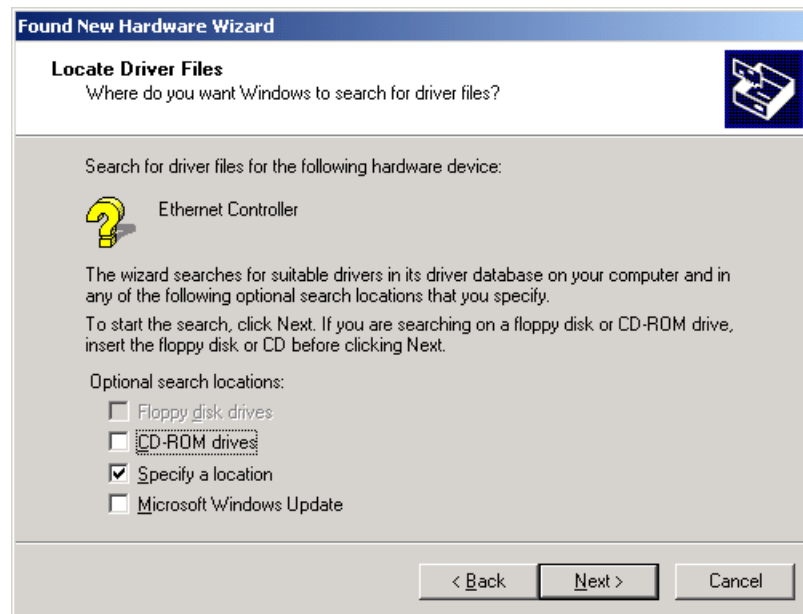 Found New Hardware Wizard
Locate Driver Files
Where do you want Windows to search for driver files?
Search for driver files for the following hardware device:
Ethernet Controller
The wizard searches for suitable drivers in its driver database on your computer and in
any of the following optional search locations that you specify.
To start the search, click Next. If you are searching on a floppy disk or CD-ROM drive,
insert the floppy disk or CD before clicking Next.
Optional search locations:
Floppy disk drives
CD-ROM drives
Specify a location
Microsoft Windows Update
< Back Next > Cancel